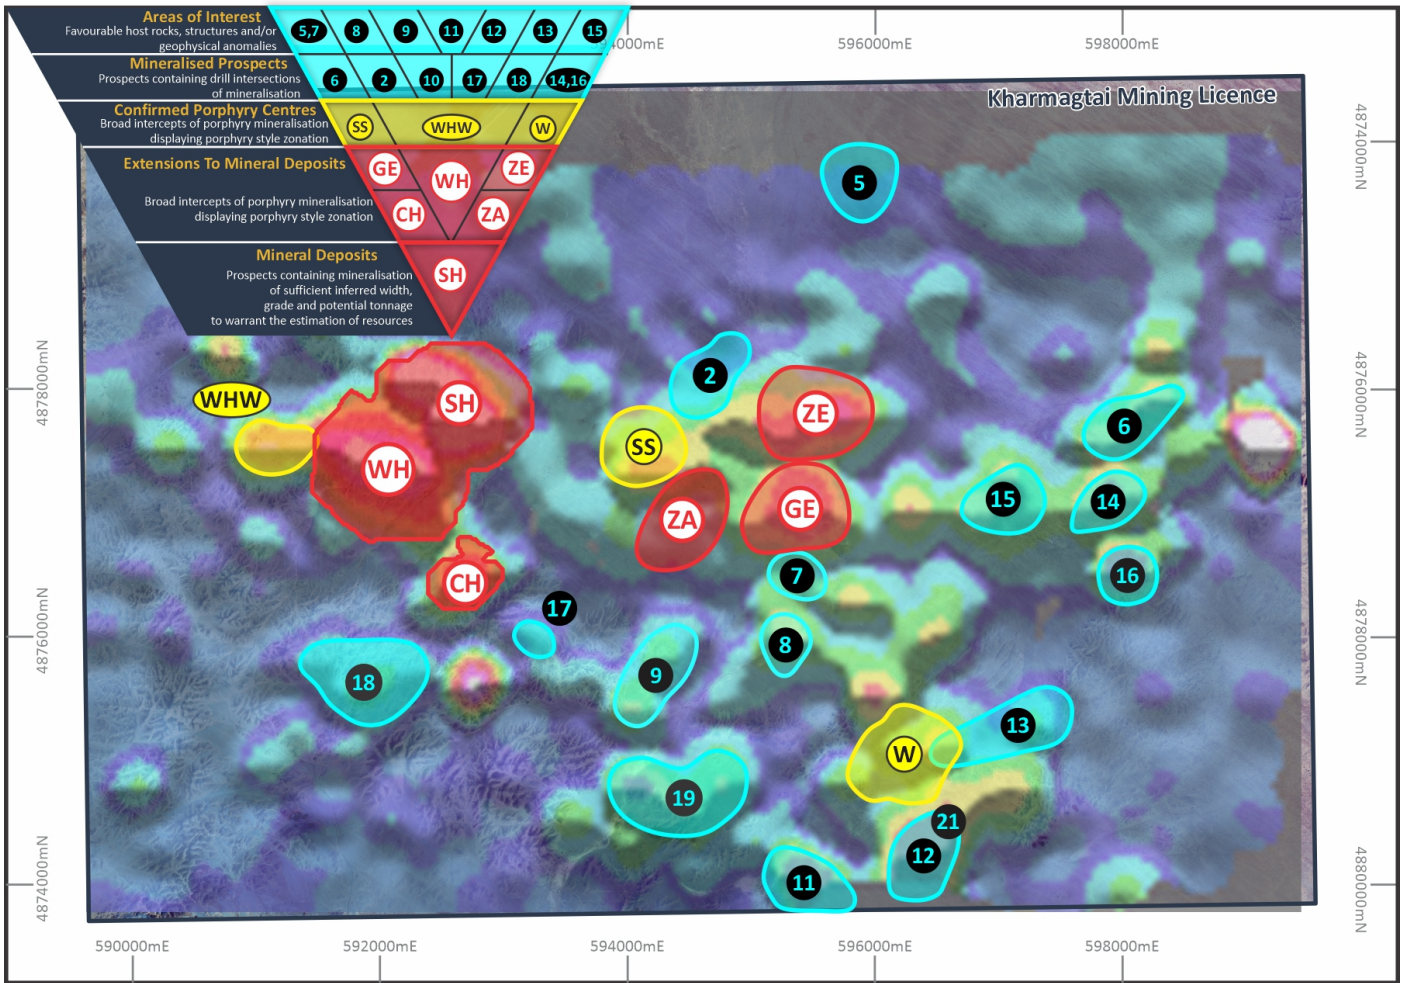 Areas of Interest
Favourable host rocks, structures and/or
geophysical anomalies
5,7 8 9 11 12 13 15
Mineralised Prospects
Prospects containing drill intersections
of mineralisation
6 2 10 17 18 14,16
Confirmed Porphyry Centres
Broad intercepts of porphyry mineralisation
displaying porphyry style zonation
SS WHW W
Extensions To Mineral Deposits
Broad intercepts of porphyry mineralisation
displaying porphyry style zonation
GE WH ZE
CH ZA
Mineral Deposits
Prospects containing mineralisation
of sufficient inferred width,
grade and potential tonnage
to warrant the estimation of resources
SH
594000mE 596000mE 598000mE
Kharmagtai Mining Licence
4874000mN
5
4878000mN
4876000mN
2
WHW
SH
ZE
6
SS
WH
15
14
GE
ZA
7
16
CH
17
4876000mN
4878000mN
8
9
18
13
W
19
21
12
11
4874000mN
4880000mN
590000mE 592000mE 594000mE 596000mE 598000mE